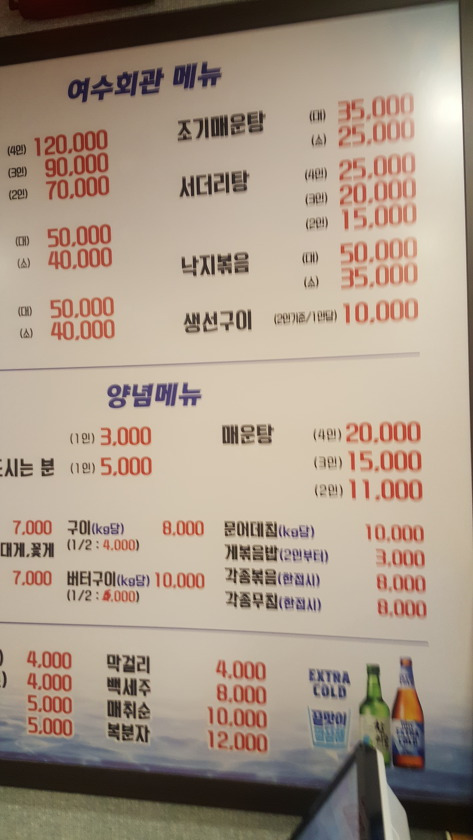 여수회관 메뉴
(4인) 120,000
(3인) 90,000
(2인) 70,000
(대) 50,000
(소) 40,000
(대) 50,000
(소) 40,000
조기매운탕 (대) 35,000
(소) 25,000
서더리탕 (4인) 25,000
(3인) 20,000
(2인) 15,000
낙지볶음 (대) 50,000
(소) 35,000
생선구이 (2인기준/1인당) 10,000
양념메뉴
(1인) 3,000
드시는 분 (1인) 5,000
매운탕 (4인) 20,000
(3인) 15,000
(2인) 11,000
7,000 구이(kg당) 8,000
대게,꽃게 (1/2 : 4,000)
7,000 버터구이(kg당) 10,000
(1/2 : 5,000)
문어데침(kg당) 10,000
게볶음밥(2인부터) 3,000
각종볶음(한접시) 8,000
각종무침(한접시) 8,000
) 4,000 막걸리 4,000
) 4,000 백세주 8,000
5,000 매취순 10,000
5,000 복분자 12,000
EXTRA
COLD